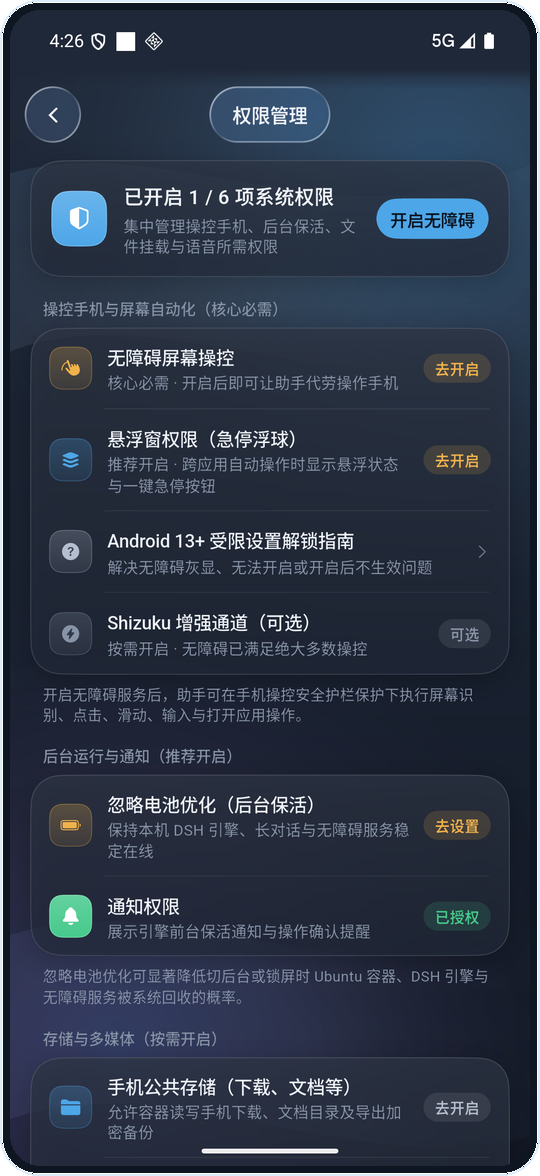 4:26
5G
权限管理
已开启 1 / 6 项系统权限
集中管理操控手机、后台保活、文
件挂载与语音所需权限
开启无障碍
操控手机与屏幕自动化（核心必需）
无障碍屏幕操控
核心必需 · 开启后即可让助手代劳操作手机
去开启
悬浮窗权限（急停浮球）
推荐开启 · 跨应用自动操作时显示悬浮状态
与一键急停按钮
去开启
Android 13+ 受限设置解锁指南
解决无障碍灰显、无法开启或开启后不生效问题
Shizuku 增强通道（可选）
按需开启 · 无障碍已满足绝大多数操控
可选
开启无障碍服务后，助手可在手机操控安全护栏保护下执行屏幕识
别、点击、滑动、输入与打开应用操作。
后台运行与通知（推荐开启）
忽略电池优化（后台保活）
保持本机 DSH 引擎、长对话与无障碍服务稳
定在线
去设置
通知权限
展示引擎前台保活通知与操作确认提醒
已授权
忽略电池优化可显著降低切后台或锁屏时 Ubuntu 容器、DSH 引擎与
无障碍服务被系统回收的概率。
存储与多媒体（按需开启）
手机公共存储（下载、文档等）
允许容器读写手机下载、文档目录及导出加
密备份
去开启